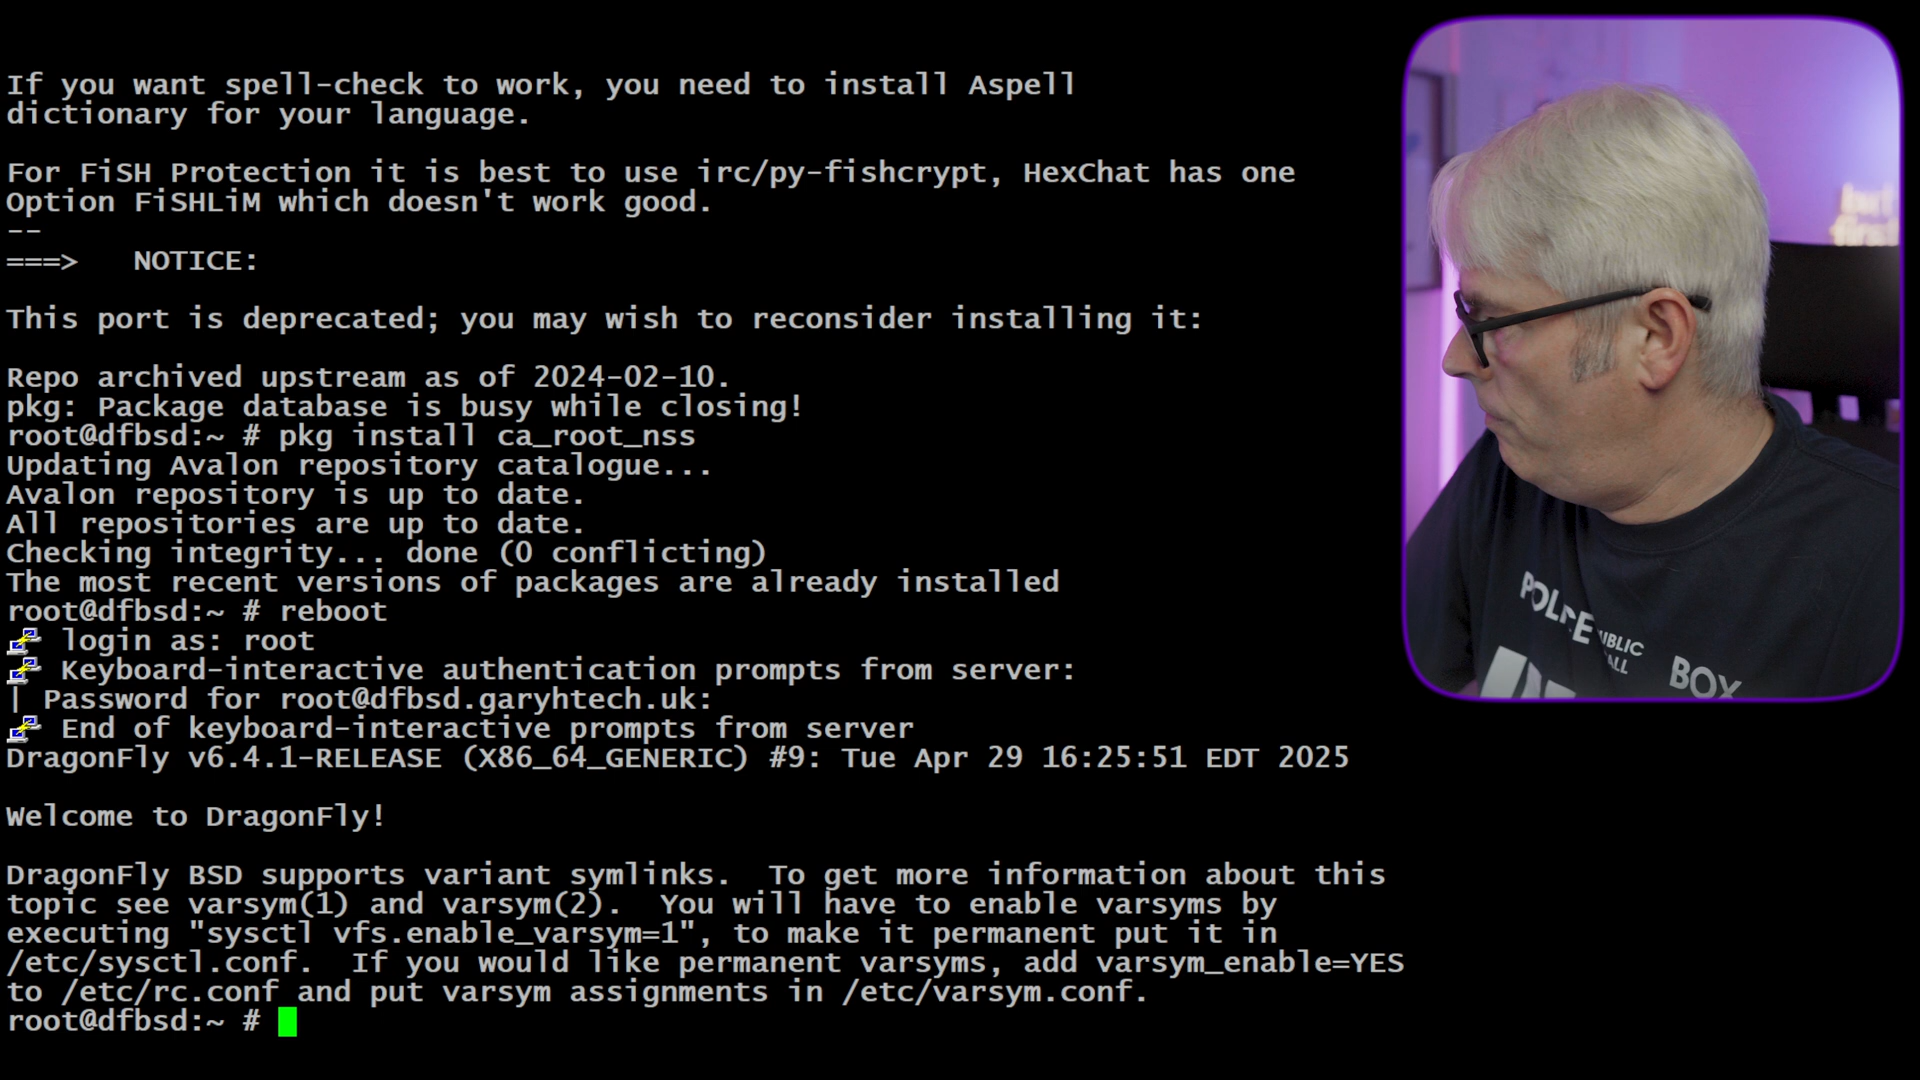 If you want spell-check to work, you need to install Aspell
dictionary for your language.
For FiSH Protection it is best to use irc/py-fishcrypt, HexChat has one
Option FiSHLiM which doesn't work good.
--
===>   NOTICE:
This port is deprecated; you may wish to reconsider installing it:
Repo archived upstream as of 2024-02-10.
pkg: Package database is busy while closing!
root@dfbsd:~ # pkg install ca_root_nss
Updating Avalon repository catalogue...
Avalon repository is up to date.
All repositories are up to date.
Checking integrity... done (0 conflicting)
The most recent versions of packages are already installed
root@dfbsd:~ # reboot
login as: root
Keyboard-interactive authentication prompts from server:
| Password for root@dfbsd.garyhtech.uk:
End of keyboard-interactive prompts from server
DragonFly v6.4.1-RELEASE (X86_64_GENERIC) #9: Tue Apr 29 16:25:51 EDT 2025
Welcome to DragonFly!
DragonFly BSD supports variant symlinks.  To get more information about this
topic see varsym(1) and varsym(2).  You will have to enable varsyms by
executing "sysctl vfs.enable_varsym=1", to make it permanent put it in
/etc/sysctl.conf.  If you would like permanent varsyms, add varsym_enable=YES
to /etc/rc.conf and put varsym assignments in /etc/varsym.conf.
root@dfbsd:~ #
BOX